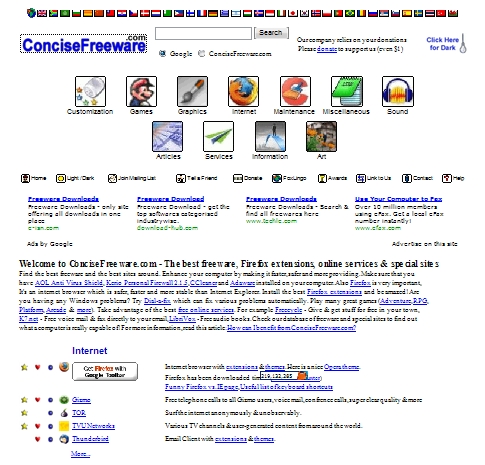 ConciseFreeware .com
Search
Google ConciseFreeware.com
Our company relies on your donations
Please donate to support us (even $1)
Click Here
for Dark
Customization Games Graphics Internet Maintenance Miscellaneous Sound
Articles Services Information Art
Home Light / Dark Join Mailing List Tell a Friend Donate FoxLingo Awards Link to Us Contact Help
Freeware Downloads
Freeware Downloads - only site
offering all downloads in one
place
Freeware Download
Freeware Download - get the
top softwares categorised
industrywise.
download-hub.com
Freeware Downloads
Freeware Downloads - Search &
find all freewares here
www.techie.com
Use Your Computer to Fax
Over 10 million members
using eFax. Get a local eFax
number instantly!
www.efax.com
Ads by Google Advertise on this site
Welcome to ConciseFreeware.com - The best freeware, Firefox extensions, online services & special sites
Find the best freeware and the best sites around. Enhance your computer by making it faster, safer and more providing. Make sure that you
have AOL Anti Virus Shield, Kerio Personal Firewall 2.1.5, CCleaner and Adaware installed on your computer. Also Firefox is very important,
It's an internet browser which is safer, faster and more stable than Internet Explorer. Install the best Firefox extensions and be amazed! Are
you having any Windows problems? Try Dial-a-fix which can fix various problems automatically. Play many great games (Adventure, RPG,
Platform, Arcade & more). Take advantage of the best free online services. For example Freecycle - Give & get stuff for free in your town,
K7.net - Free voice mail & fax directly to your email, LibriVox - Free audio books. Check our database of freeware and special sites to find out
what a computer is really capable of! For more information, read this article: How can I benefit from ConciseFreeware.com?
Internet
Get Firefox with
Google Toolbar
Internet browser with extensions & themes. Here is a nice Opera theme.
Firefox has been downloaded 219,132,385
Funny Firefox vs. IE page, Useful list of keyboard shortcuts
Gizmo Free telephone calls to all Gizmo users, voice mail, conference calls, super clear quality & more
TOR Surf the internet anonymously & unobservably.
TVU Networks Various TV channels & user-generated content from around the world.
Thunderbird Email Client with extensions & themes.
More...